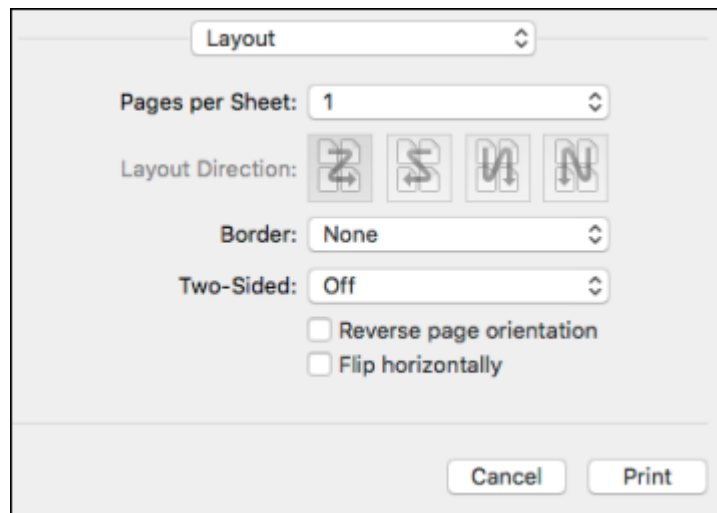 Layout
Pages per Sheet: 1
Layout Direction:
Border: None
Two-Sided: Off
Reverse page orientation
Flip horizontally
Cancel Print